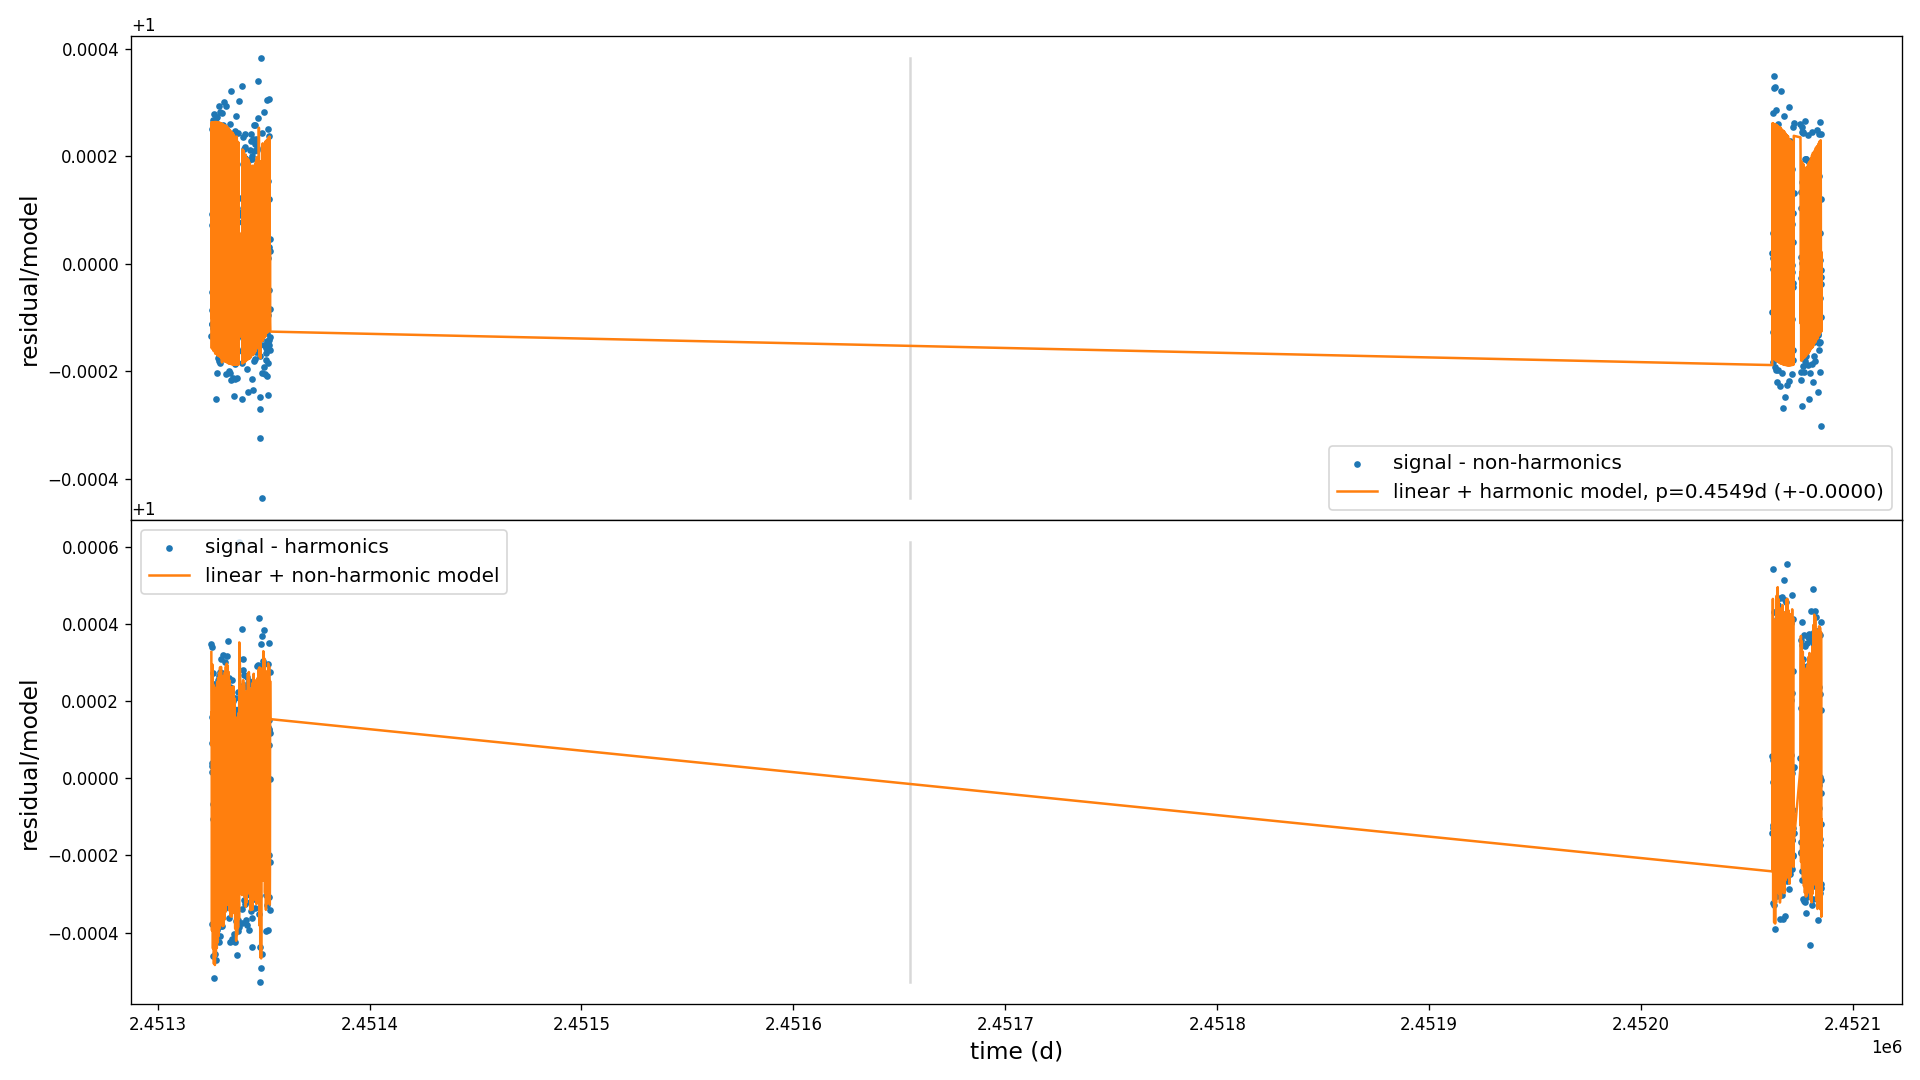 +1
0.0004
0.0002
0.0000
−0.0002
−0.0004
residual/model
signal - non-harmonics
linear + harmonic model, p=0.4549d (+-0.0000)
+1
0.0006
0.0004
0.0002
0.0000
−0.0002
−0.0004
residual/model
signal - harmonics
linear + non-harmonic model
2.4513 2.4514 2.4515 2.4516 2.4517 2.4518 2.4519 2.4520 2.4521
time (d)
1e6